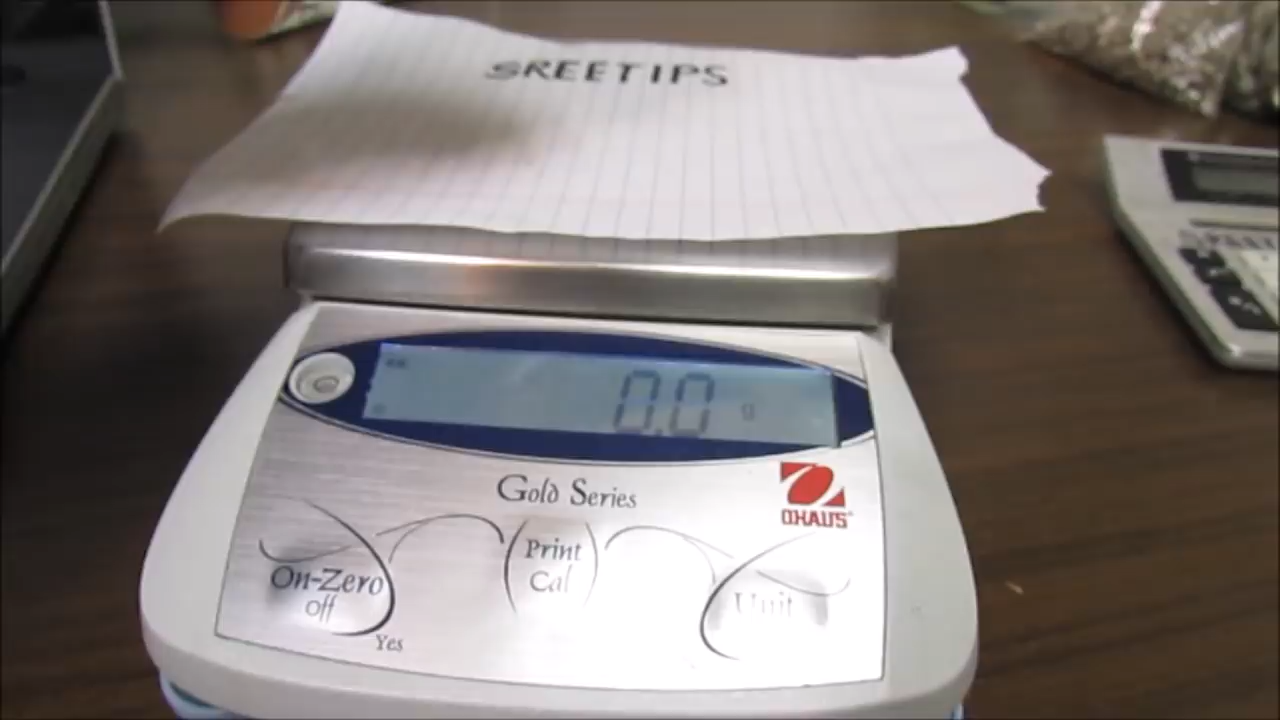 SREETIPS
0.0 g
Gold Series
OHAUS
On-Zero
Off
Yes
Print
Cal
Unit